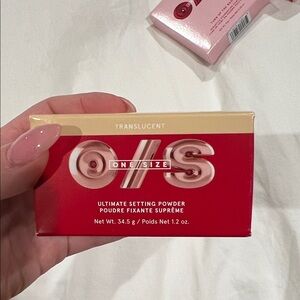 TRANSLUCENT
O/S
ONE/SIZE
ULTIMATE SETTING POWDER
POUDRE FIXANTE SUPRÊME
Net Wt. 34.5 g / Poids Net 1.2 oz.